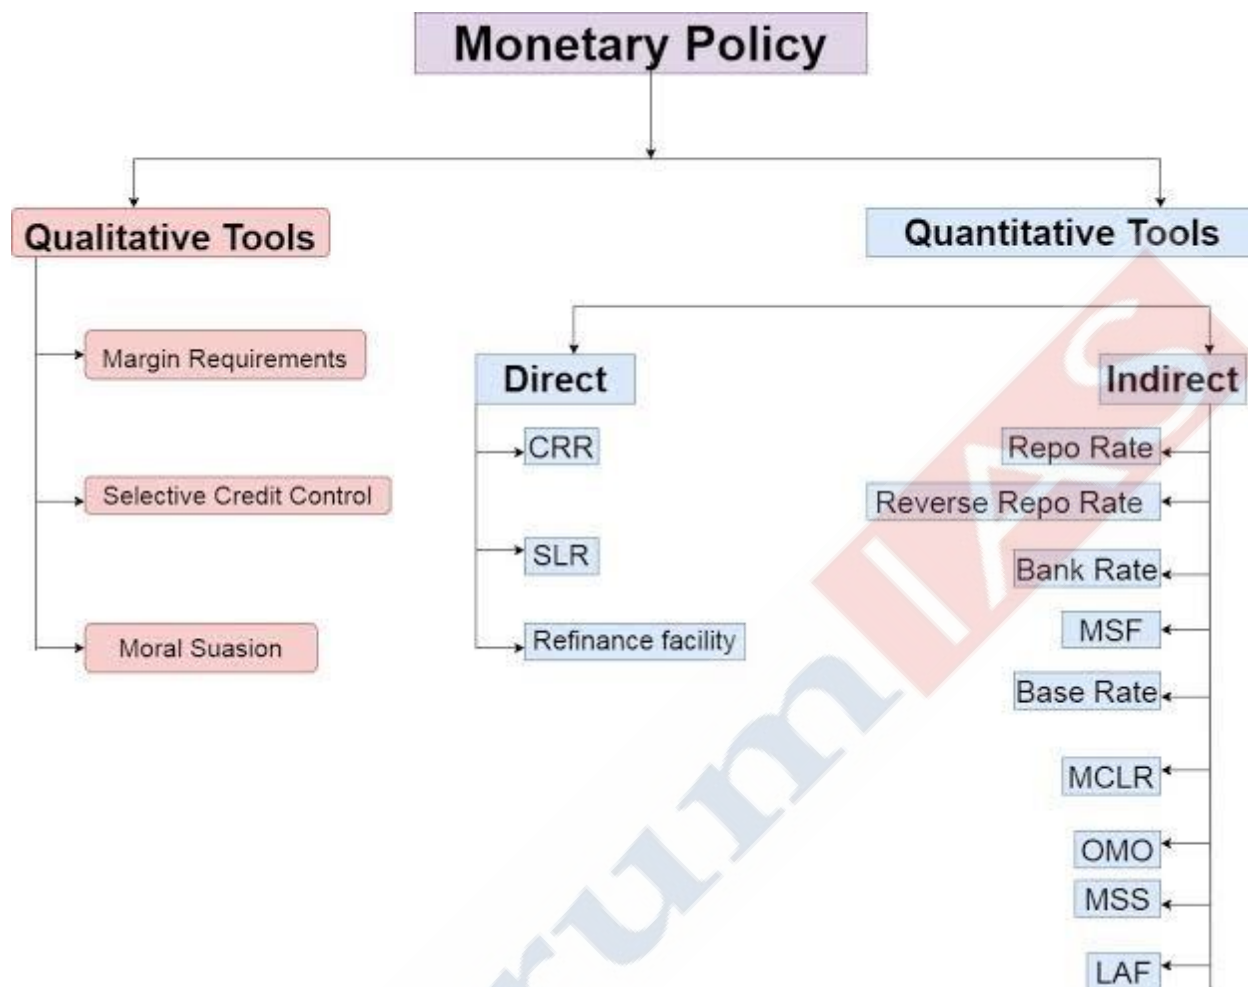 Monetary Policy
Qualitative Tools
Margin Requirements
Selective Credit Control
Moral Suasion
Quantitative Tools
Direct
CRR
SLR
Refinance facility
Indirect
Repo Rate
Reverse Repo Rate
Bank Rate
MSF
Base Rate
MCLR
OMO
MSS
LAF
rumIAS